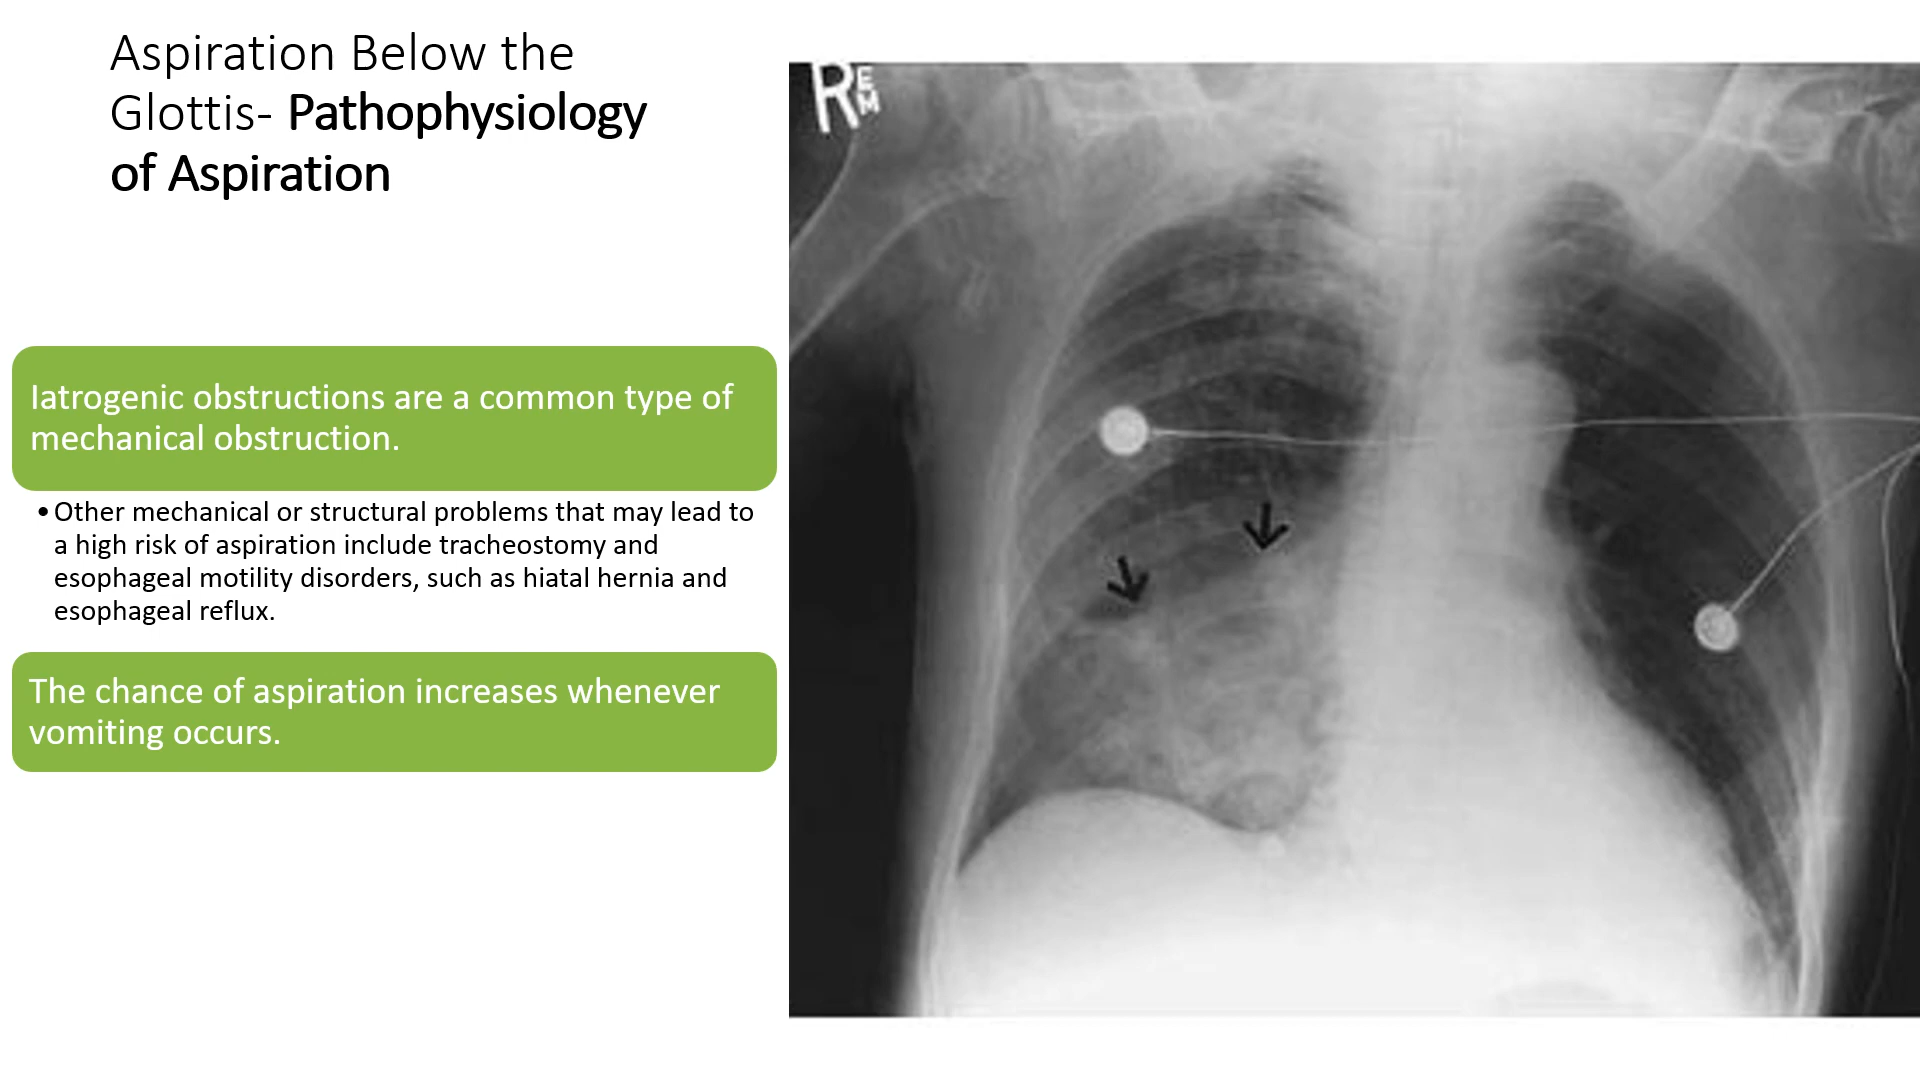 Aspiration Below the
Glottis- Pathophysiology
of Aspiration
Iatrogenic obstructions are a common type of
mechanical obstruction.
• Other mechanical or structural problems that may lead to
a high risk of aspiration include tracheostomy and
esophageal motility disorders, such as hiatal hernia and
esophageal reflux.
The chance of aspiration increases whenever
vomiting occurs.
R EM